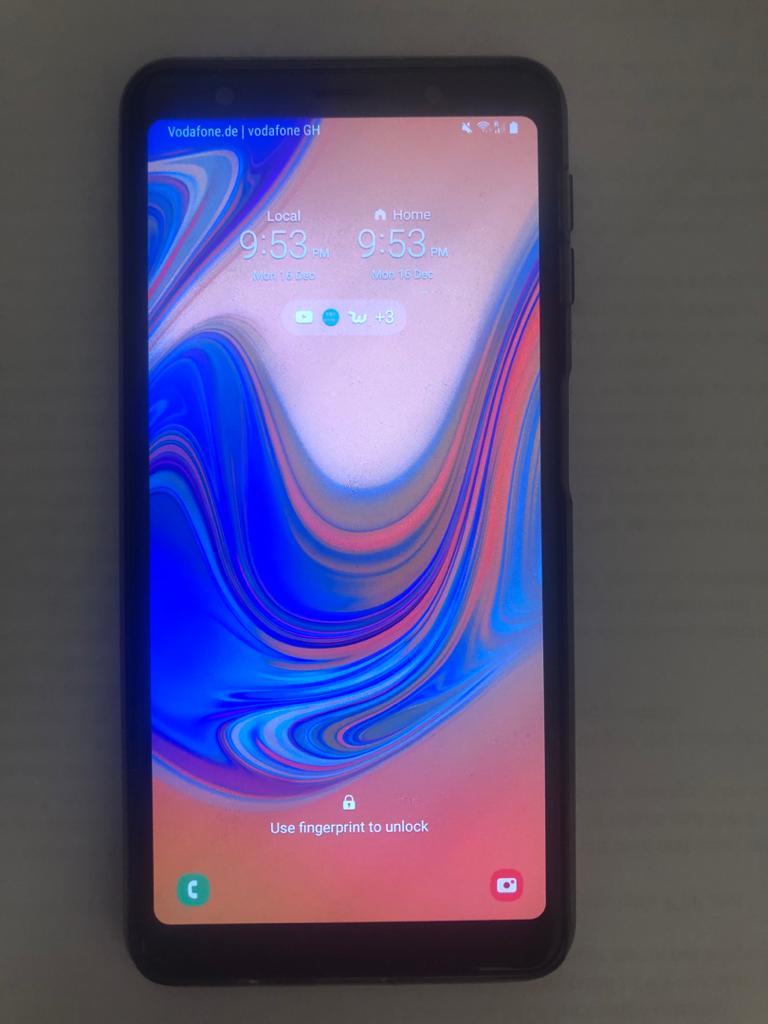 Vodafone.de | vodafone GH
Local
Home
9:53 PM
9:53 PM
Mon 16 Dec
Mon 16 Dec
+3
Use fingerprint to unlock